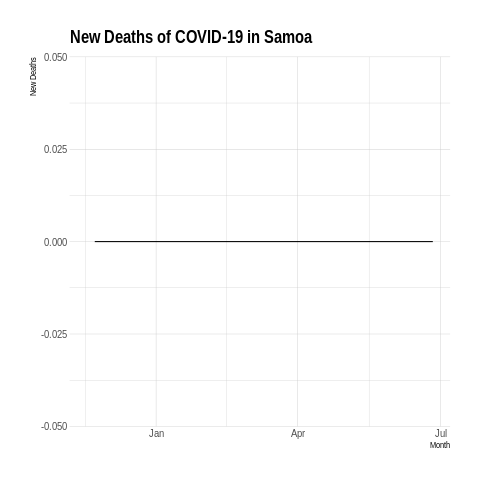 New Deaths of COVID-19 in Samoa
New Deaths
0.050
0.025
0.000
-0.025
-0.050
Jan Apr Jul
Month